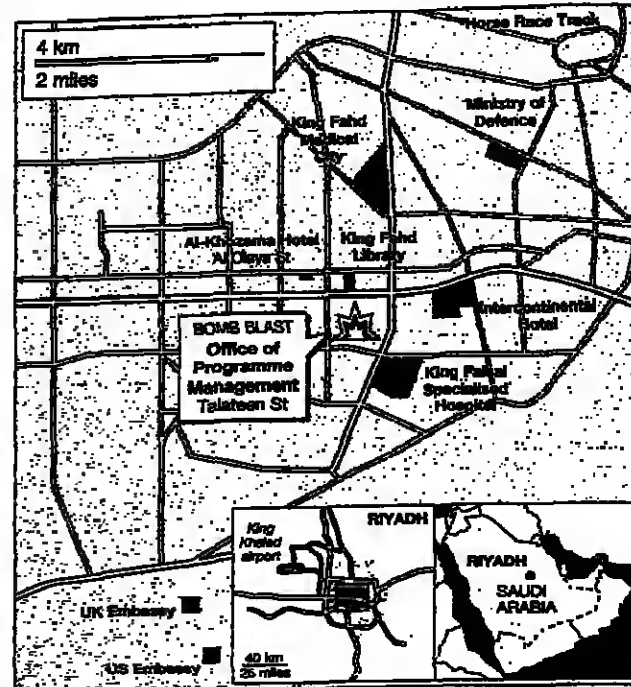 4 km
2 miles
Horse Race Track
Ministry of
Defence
King Fahd
Medical
City
Al-Khozama Hotel
Al Olaya St
King Fahd
Library
BOMB BLAST
Office of
Programme
Management
Talateen St
Intercontinental
Hotel
King Faisal
Specialised
Hospital
UK Embassy
US Embassy
King
Khaled
airport
RIYADH
40 km
25 miles
RIYADH
SAUDI
ARABIA